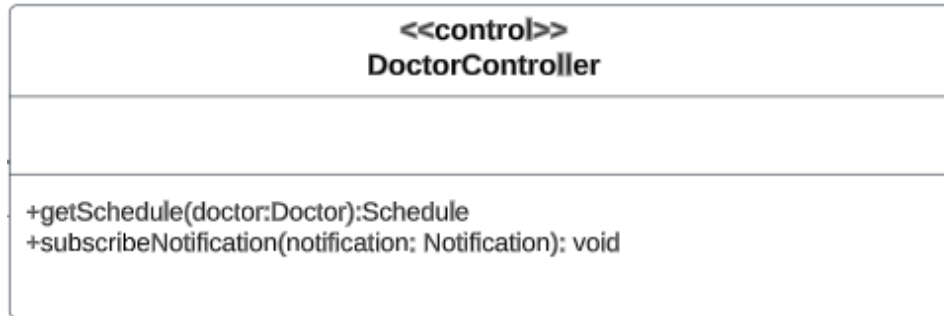 <<control>>
DoctorController
+getSchedule(doctor:Doctor):Schedule
+subscribeNotification(notification: Notification): void